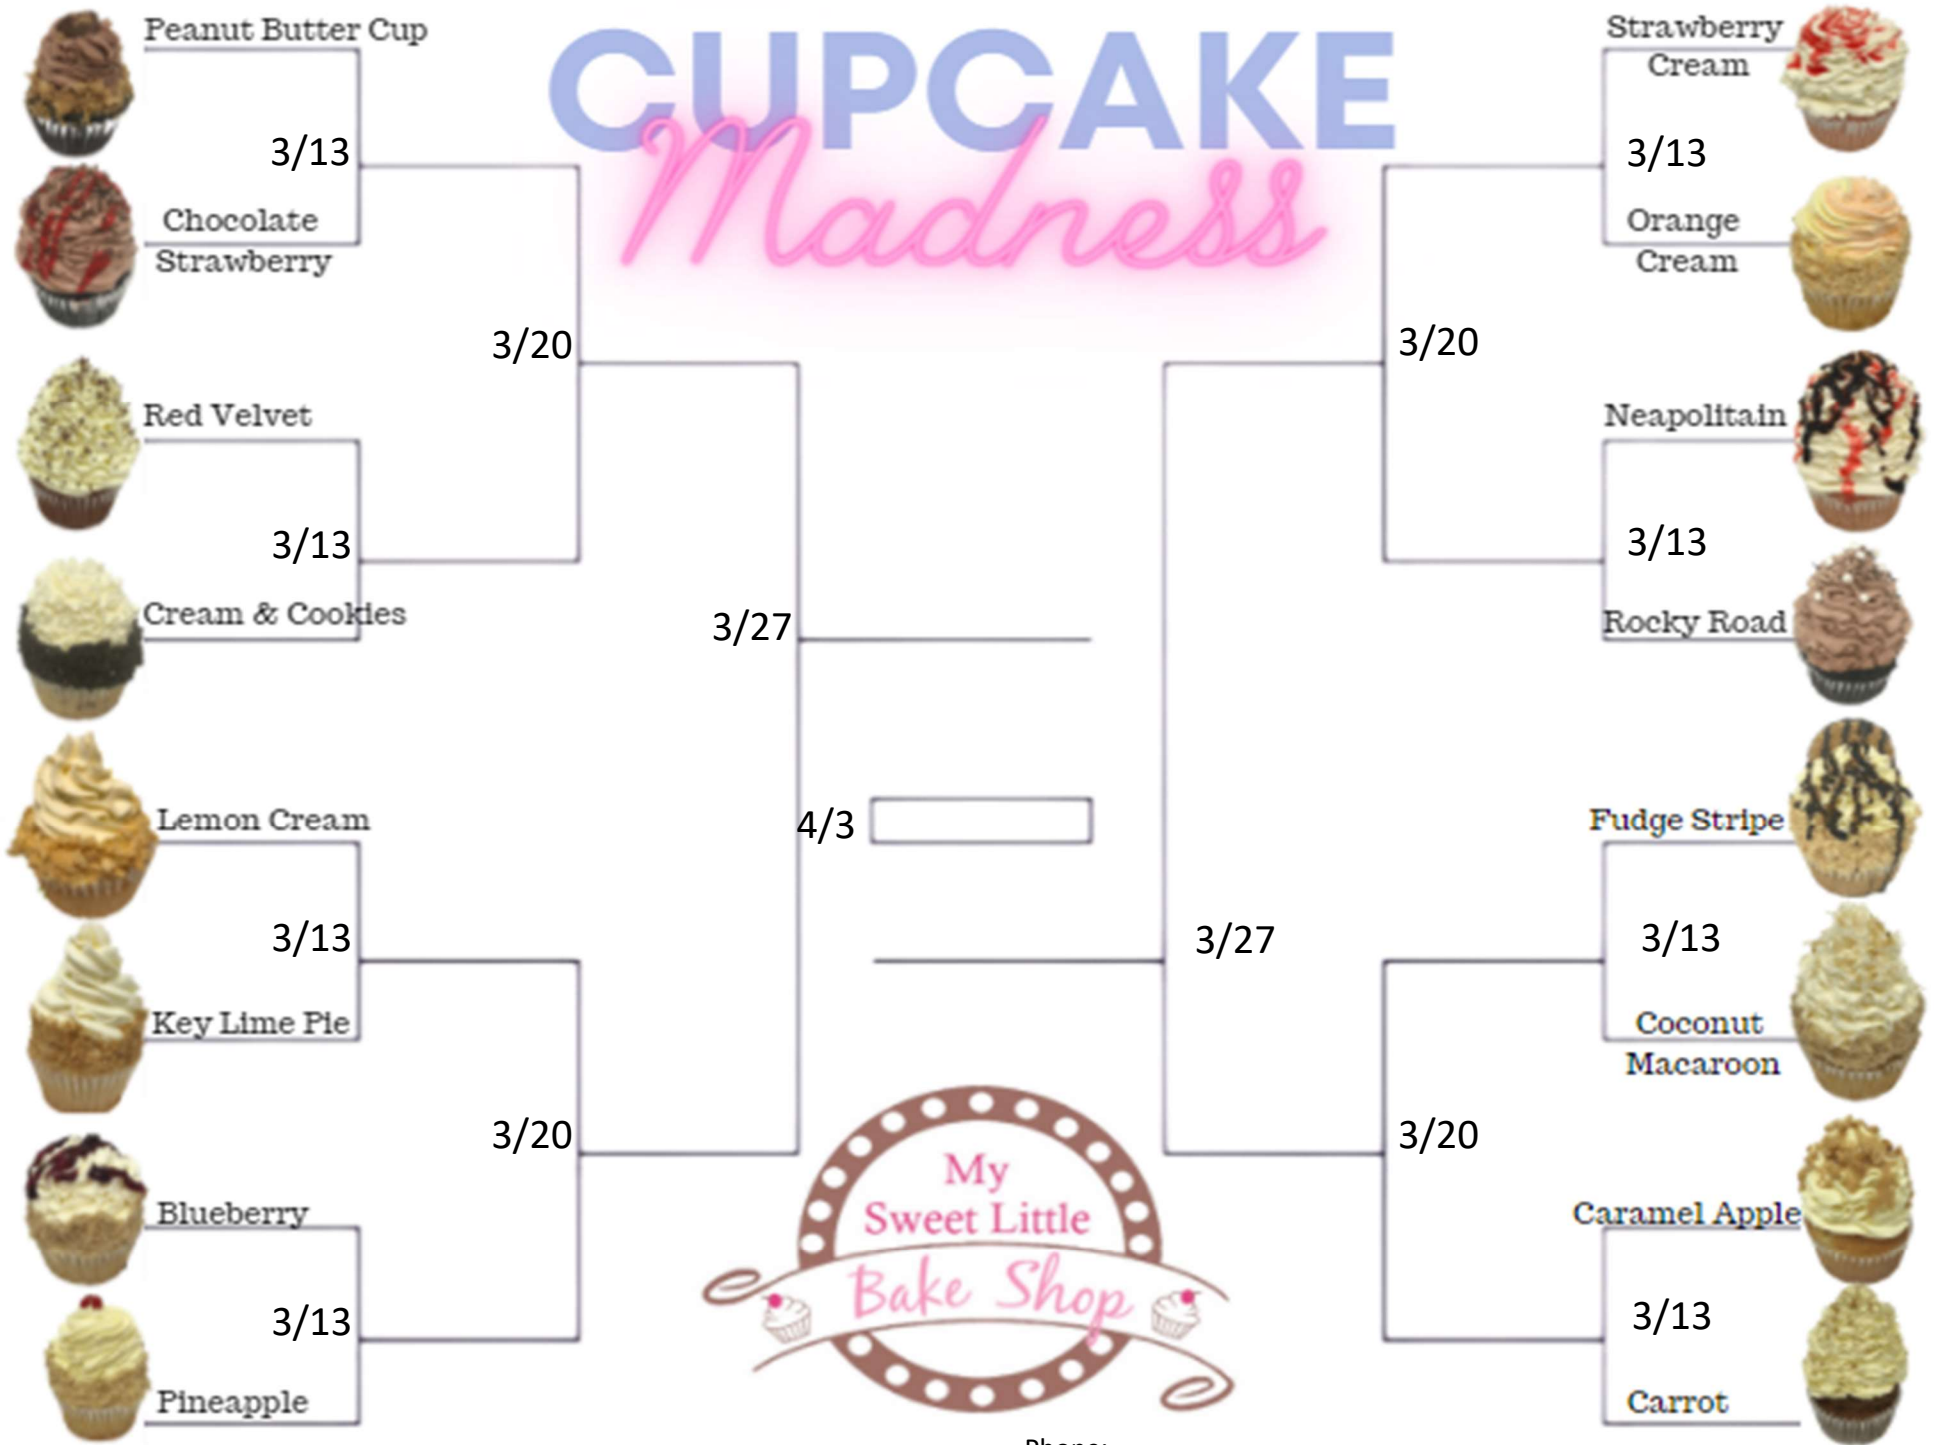 CUPCAKE
Madness
Peanut Butter Cup
3/13
Chocolate
Strawberry
3/20
Red Velvet
3/13
Cream & Cookies
3/27
Lemon Cream
3/13
Key Lime Pie
3/20
Blueberry
3/13
Pineapple
4/3
Strawberry
Cream
3/13
Orange
Cream
3/20
Neapolitain
3/13
Rocky Road
3/27
Fudge Stripe
3/13
Coconut
Macaroon
3/20
Caramel Apple
3/13
Carrot
My
Sweet Little
Bake Shop
Phone: